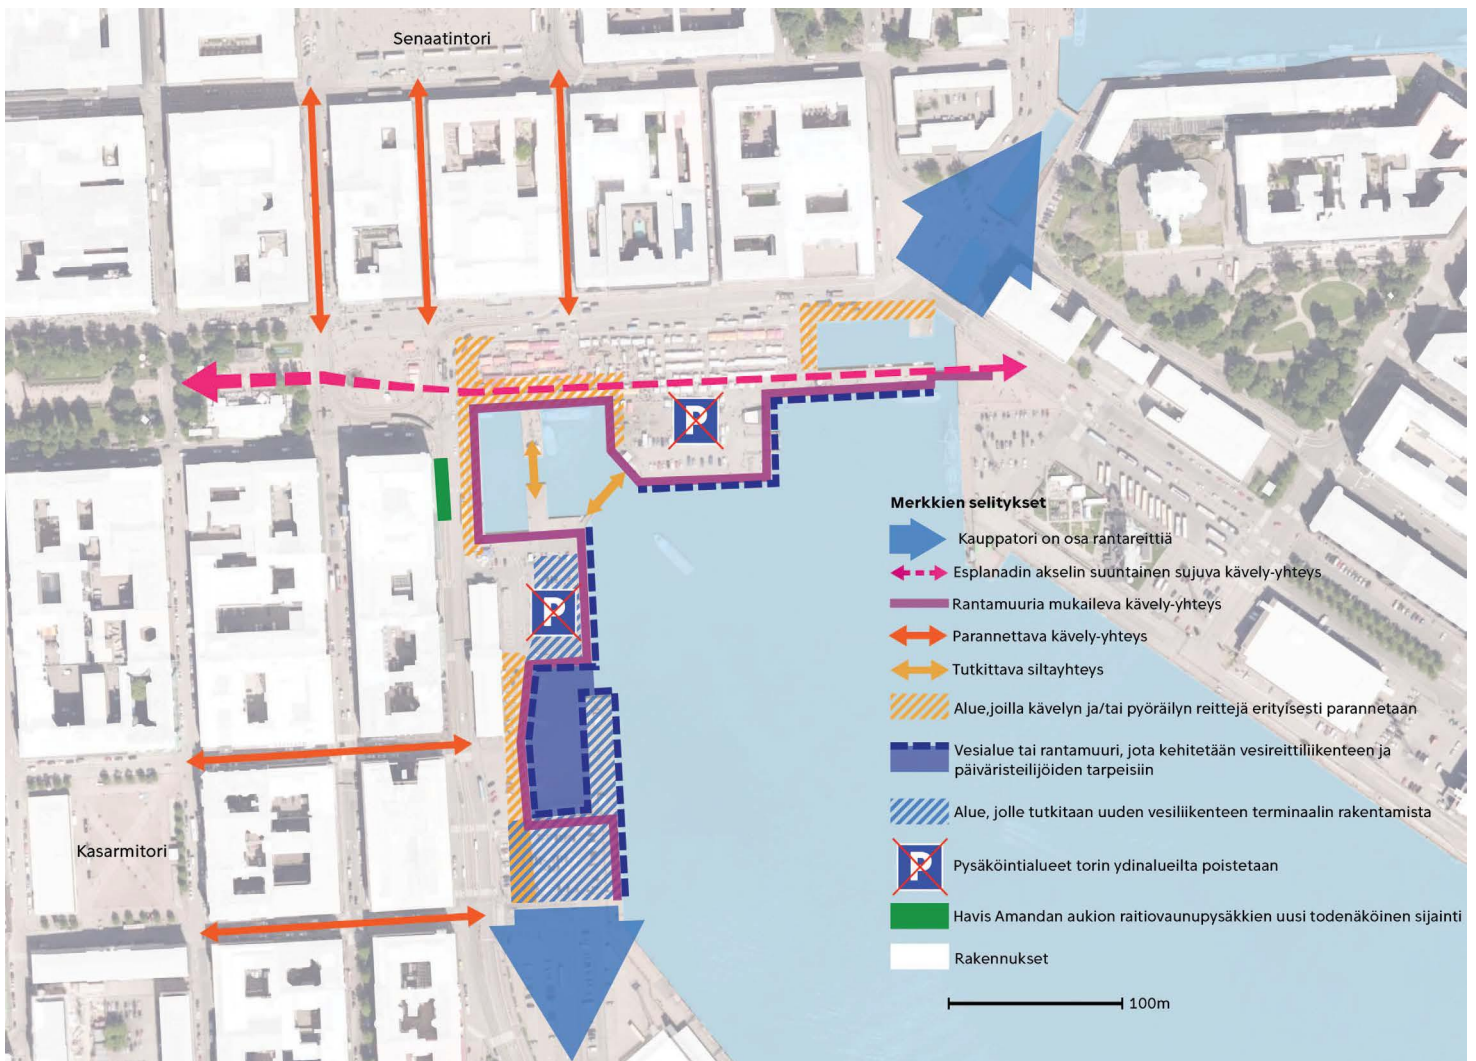 Senaatintori
P
P
Kasarmitori
Merkkien selitykset
Kauppatori on osa rantareittiä
Esplanadin akselin suuntainen sujuva kävely-yhteys
Rantamuuria mukaileva kävely-yhteys
Parannettava kävely-yhteys
Tutkittava siltayhteys
Alue,joilla kävelyn ja/tai pyöräilyn reittejä erityisesti parannetaan
Vesialue tai rantamuuri, jota kehitetään vesireittiliikenteen ja
päiväristeilijöiden tarpeisiin
Alue, jolle tutkitaan uuden vesiliikenteen terminaalin rakentamista
P
Pysäköintialueet torin ydinalueilta poistetaan
Havis Amandan aukion raitiovaunupysäkkien uusi todenäköinen sijainti
Rakennukset
100m